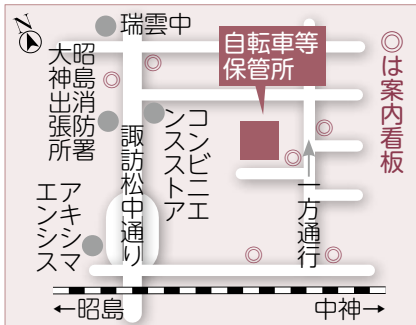 N
瑞雲中
昭島消防署
大神出張所
自転車等
保管所
◎は案内看板
コンビニエ
ンスストア
諏訪松中通り
アキシマ
エンシス
一方通行
←昭島
中神→